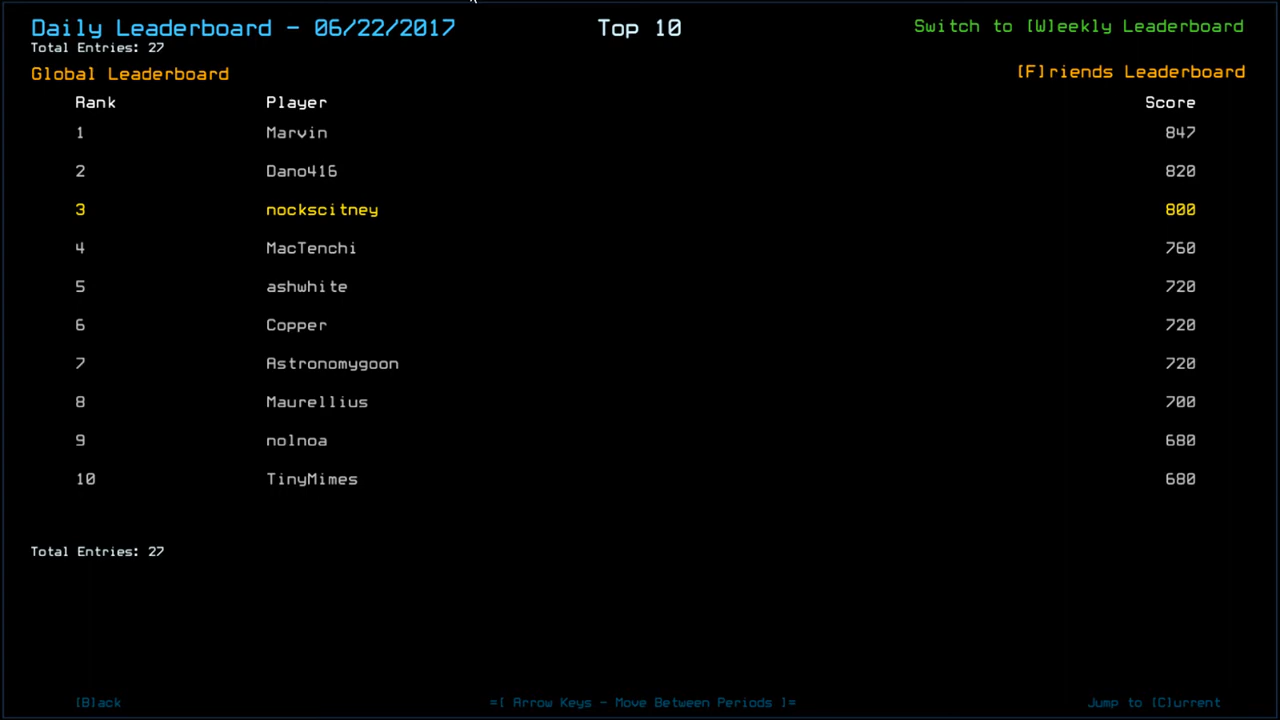 Daily Leaderboard - 06/22/2017 Top 10 Switch to [W]eekly Leaderboard
Total Entries: 27
Global Leaderboard [F]riends Leaderboard
Rank Player Score
1 Marvin 847
2 Dano416 820
3 nockscitney 800
4 MacTenchi 760
5 ashwhite 720
6 Copper 720
7 Astronomygoon 720
8 Maurellius 700
9 nolnoa 680
10 TinyMimes 680
Total Entries: 27
[B]ack =[ Arrow Keys - Move Between Periods ]= Jump to [C]urrent